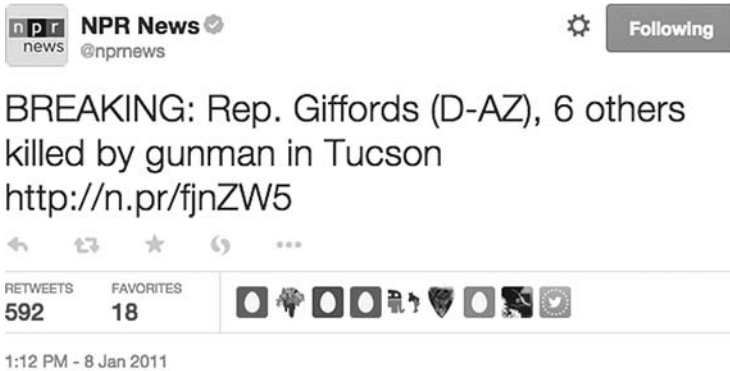 npr NPR News
news @nprnews
Following
BREAKING: Rep. Giffords (D-AZ), 6 others
killed by gunman in Tucson
http://n.pr/fjnZW5
RETWEETS FAVORITES
592 18
1:12 PM - 8 Jan 2011